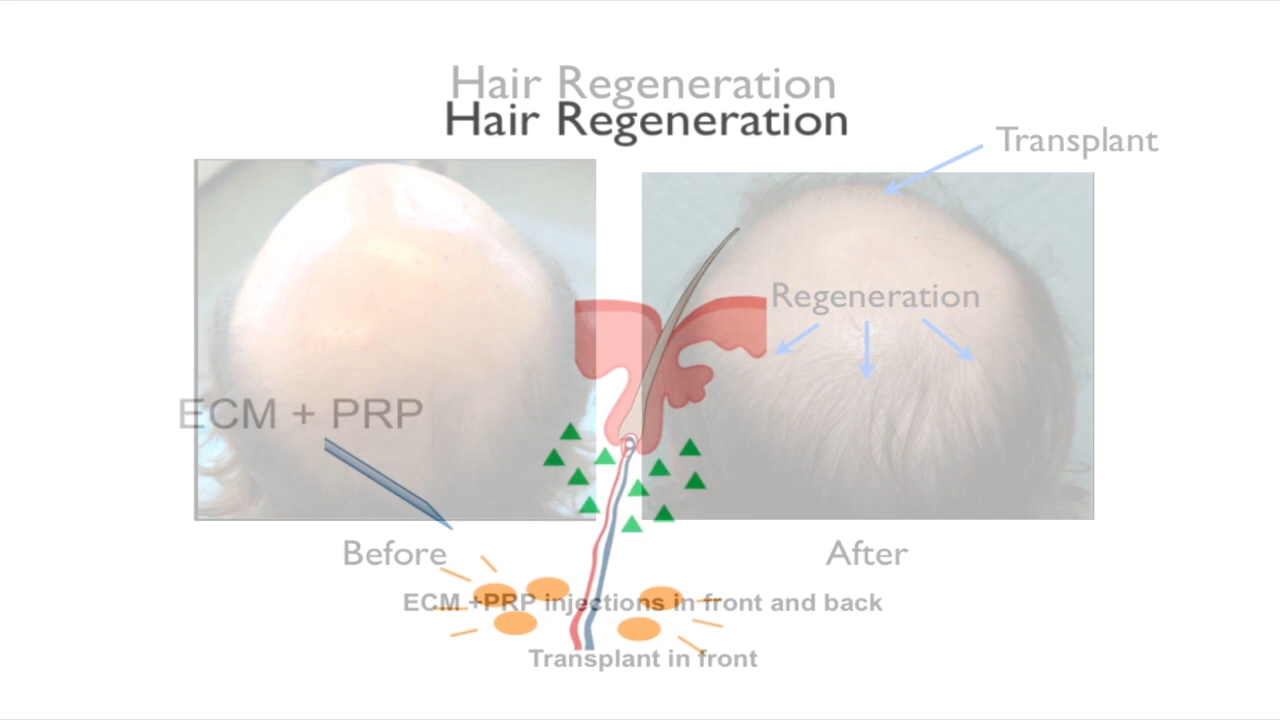 Hair Regeneration
Hair Regeneration
Transplant
Regeneration
ECM + PRP
Before
After
ECM +PRP injections in front and back
Transplant in front